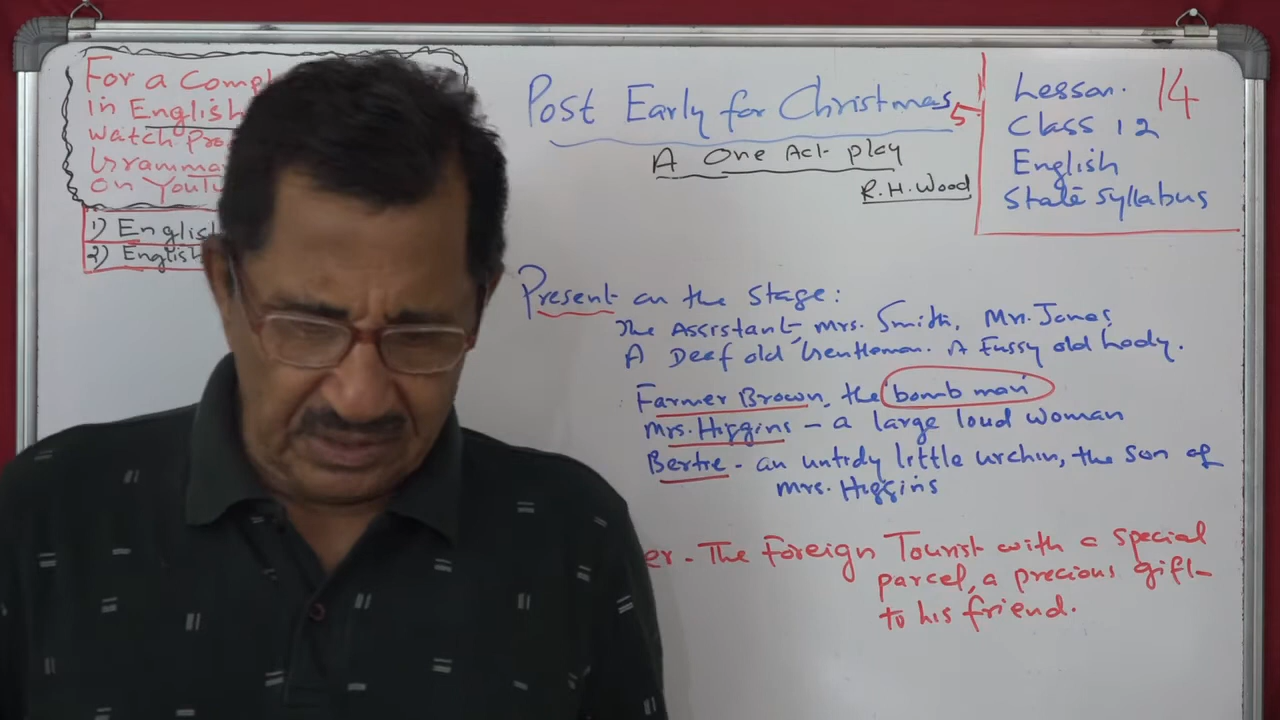 For a Comp
in English
watch Pro
Gramma
on YouTu
1) English
2) English
Post Early for Christmas
5
A One Act play
R.H.Wood
Lesson. 14
Class 12
English
State Syllabus
Present on the Stage:
The Assistant, Mrs. Smith, Mr. Jones,
A Deef old Gentleman. A Fussy old Lady.
Farmer Brown, the 'bomb man'
Mrs. Higgins - a large loud woman
Bertie - an untidy little urchin, the son of
Mrs. Higgins
er - The Foreign Tourist with a special
parcel, a precious gift
to his friend.